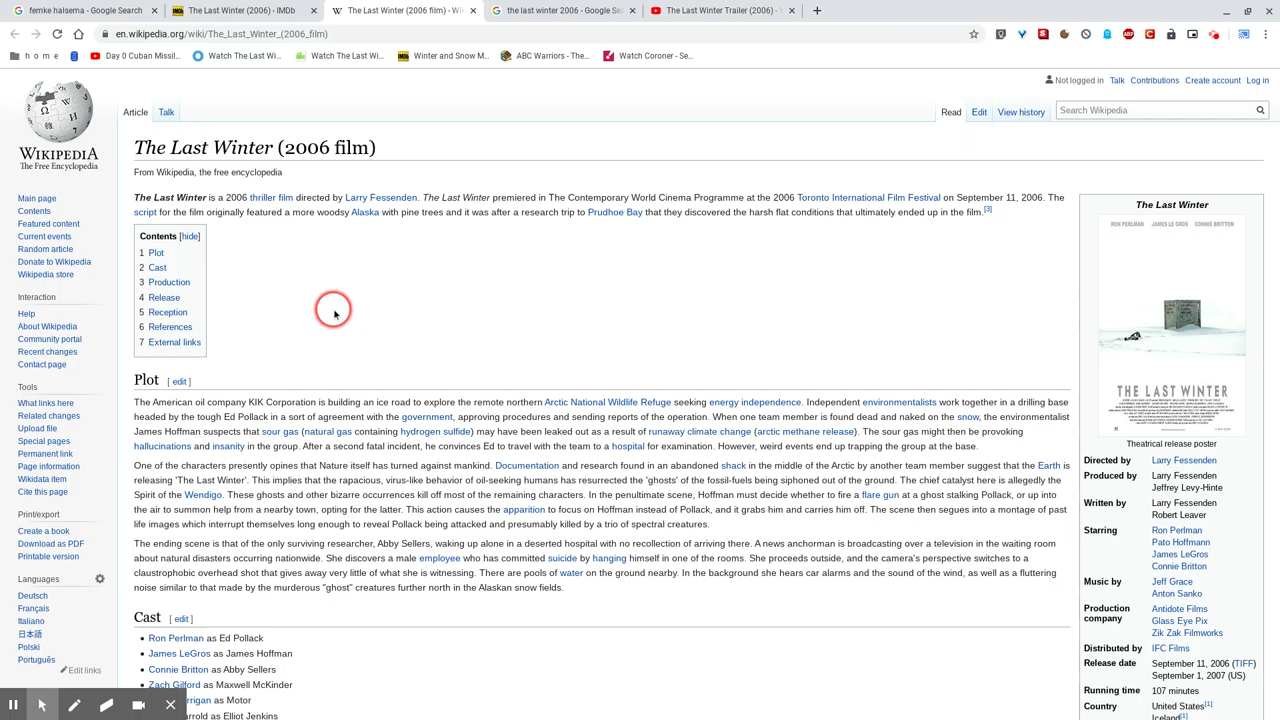 femke halsema - Google Search
The Last Winter (2006) - IMDb
The Last Winter (2006 film) - Wi
the last winter 2006 - Google Se
The Last Winter Trailer (2006) -
en.wikipedia.org/wiki/The_Last_Winter_(2006_film)
h o m e
Day 0 Cuban Missil...
Watch The Last Wi...
Watch The Last W...
Winter and Snow M...
ABC Warriors - The...
Watch Coroner - Se...
Not logged in Talk Contributions Create account Log in
Article Talk
Read Edit View history Search Wikipedia
WIKIPEDIA
The Free Encyclopedia
Main page
Contents
Featured content
Current events
Random article
Donate to Wikipedia
Wikipedia store
Interaction
Help
About Wikipedia
Community portal
Recent changes
Contact page
Tools
What links here
Related changes
Upload file
Special pages
Permanent link
Page information
Wikidata item
Cite this page
Print/export
Create a book
Download as PDF
Printable version
Languages
Deutsch
Français
Italiano
日本語
Polski
Português
Edit links
The Last Winter (2006 film)
From Wikipedia, the free encyclopedia
The Last Winter is a 2006 thriller film directed by Larry Fessenden. The Last Winter premiered in The Contemporary World Cinema Programme at the 2006 Toronto International Film Festival on September 11, 2006. The
script for the film originally featured a more woodsy Alaska with pine trees and it was after a research trip to Prudhoe Bay that they discovered the harsh flat conditions that ultimately ended up in the film.[3]
Contents [hide]
1 Plot
2 Cast
3 Production
4 Release
5 Reception
6 References
7 External links
Plot [ edit ]
The American oil company KIK Corporation is building an ice road to explore the remote northern Arctic National Wildlife Refuge seeking energy independence. Independent environmentalists work together in a drilling base
headed by the tough Ed Pollack in a sort of agreement with the government, approving procedures and sending reports of the operation. When one team member is found dead and naked on the snow, the environmentalist
James Hoffman suspects that sour gas (natural gas containing hydrogen sulfide) may have been leaked out as a result of runaway climate change (arctic methane release). The sour gas might then be provoking
hallucinations and insanity in the group. After a second fatal incident, he convinces Ed to travel with the team to a hospital for examination. However, weird events end up trapping the group at the base.
One of the characters presently opines that Nature itself has turned against mankind. Documentation and research found in an abandoned shack in the middle of the Arctic by another team member suggest that the Earth is
releasing 'The Last Winter'. This implies that the rapacious, virus-like behavior of oil-seeking humans has resurrected the 'ghosts' of the fossil-fuels being siphoned out of the ground. The chief catalyst here is allegedly the
Spirit of the Wendigo. These ghosts and other bizarre occurrences kill off most of the remaining characters. In the penultimate scene, Hoffman must decide whether to fire a flare gun at a ghost stalking Pollack, or up into
the air to summon help from a nearby town, opting for the latter. This action causes the apparition to focus on Hoffman instead of Pollack, and it grabs him and carries him off. The scene then segues into a montage of past
life images which interrupt themselves long enough to reveal Pollack being attacked and presumably killed by a trio of spectral creatures.
The ending scene is that of the only surviving researcher, Abby Sellers, waking up alone in a deserted hospital with no recollection of arriving there. A news anchorman is broadcasting over a television in the waiting room
about natural disasters occurring nationwide. She discovers a male employee who has committed suicide by hanging himself in one of the rooms. She proceeds outside, and the camera's perspective switches to a
claustrophobic overhead shot that gives away very little of what she is witnessing. There are pools of water on the ground nearby. In the background she hears car alarms and the sound of the wind, as well as a fluttering
noise similar to that made by the murderous "ghost" creatures further north in the Alaskan snow fields.
Cast [ edit ]
Ron Perlman as Ed Pollack
James LeGros as James Hoffman
Connie Britton as Abby Sellers
Zach Gilford as Maxwell McKinder
rrigan as Motor
arrold as Elliot Jenkins
The Last Winter
RON PERLMAN JAMES LE GROS CONNIE BRITTON
THE LAST WINTER
Theatrical release poster
Directed by Larry Fessenden
Produced by Larry Fessenden
Jeffrey Levy-Hinte
Written by Larry Fessenden
Robert Leaver
Starring Ron Perlman
Pato Hoffmann
James LeGros
Connie Britton
Music by Jeff Grace
Anton Sanko
Production company Antidote Films
Glass Eye Pix
Zik Zak Filmworks
Distributed by IFC Films
Release date September 11, 2006 (TIFF)
September 1, 2007 (US)
Running time 107 minutes
Country United States[1]
Iceland[1]